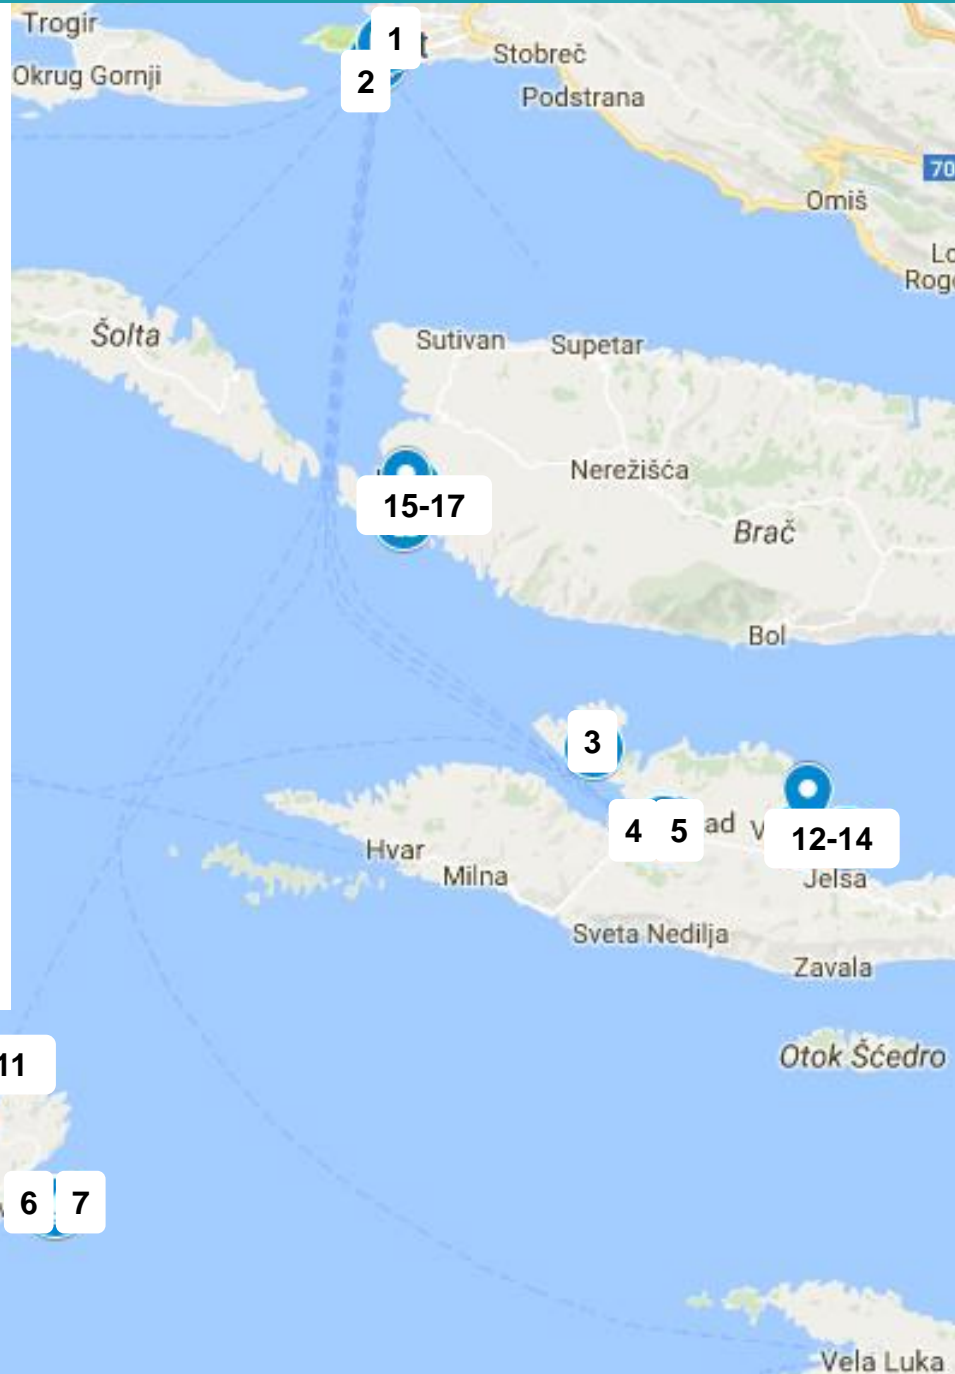 Trogir
1
t
Stobreč
Okrug Gornji
2
Podstrana
70
Omiš
Šolta
Sutivan
Supetar
Nerežišća
15-17
Brač
Bol
3
4
5
ad
V
12-14
Hvar
Milna
Jelsa
Sveta Nedilja
Zavala
Otok Šćedro
11
6
7
Vela Luka